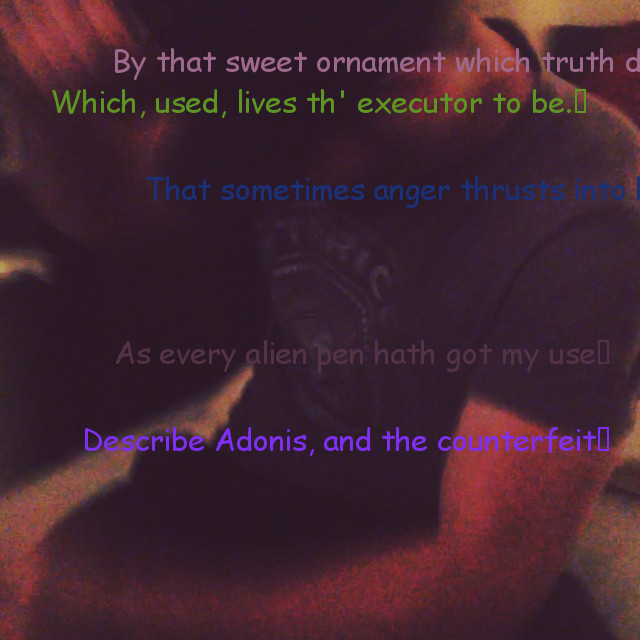 By that sweet ornament which truth
Which, used, lives th' executor to be.
That sometimes anger thrusts into
As every alien pen hath got my use
Describe Adonis, and the counterfeit